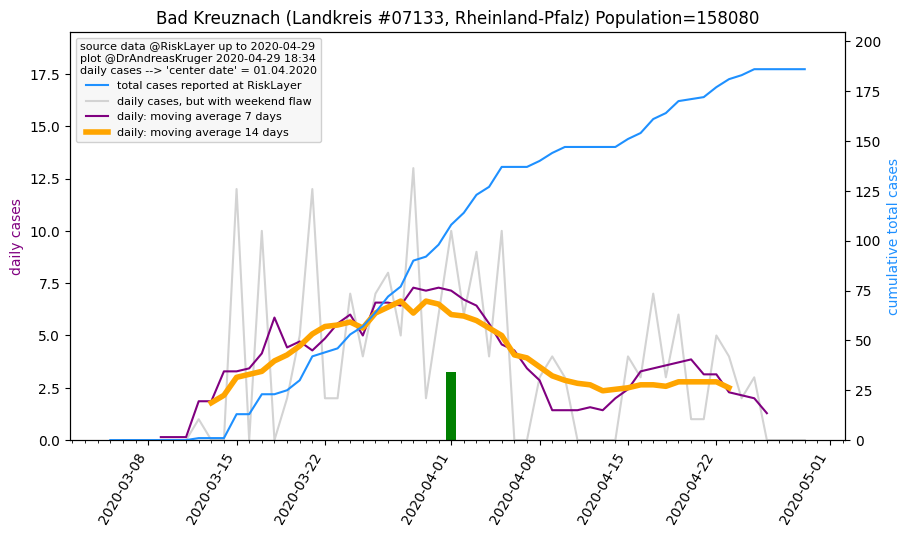 Bad Kreuznach (Landkreis #07133, Rheinland-Pfalz) Population=158080
source data @RiskLayer up to 2020-04-29
plot @DrAndreasKruger 2020-04-29 18:34
daily cases --> 'center date' = 01.04.2020
total cases reported at RiskLayer
daily cases, but with weekend flaw
daily: moving average 7 days
daily: moving average 14 days
daily cases
17.5
15.0
12.5
10.0
7.5
5.0
2.5
0.0
200
175
150
125
100
75
50
25
0
cumulative total cases
2020-03-08
2020-03-15
2020-03-22
2020-04-01
2020-04-08
2020-04-15
2020-04-22
2020-05-01